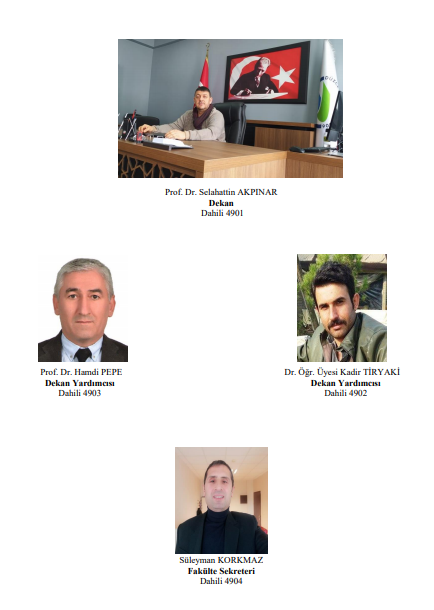 Prof. Dr. Selahattin AKPINAR
Dekan
Dahili 4901
Prof. Dr. Hamdi PEPE
Dekan Yardımcısı
Dahili 4903
Dr. Öğr. Üyesi Kadir TİRYAKİ
Dekan Yardımcısı
Dahili 4902
Süleyman KORKMAZ
Fakülte Sekreteri
Dahili 4904